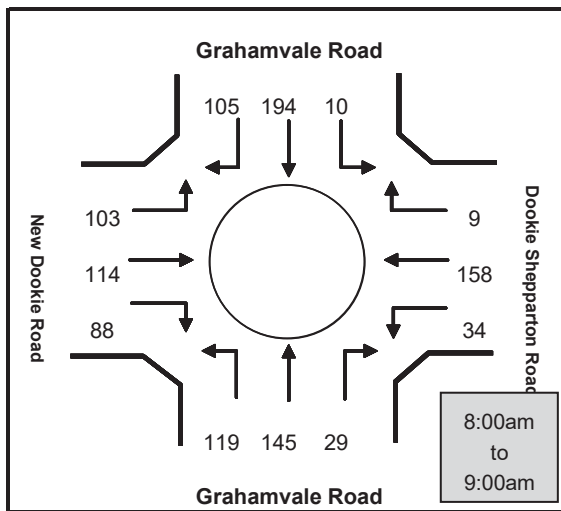 Grahamvale Road
105 194 10
103
9
New Dookie Road
Dookie Shepparton Road
114
158
88
34
119 145 29
Grahamvale Road
8:00am
to
9:00am